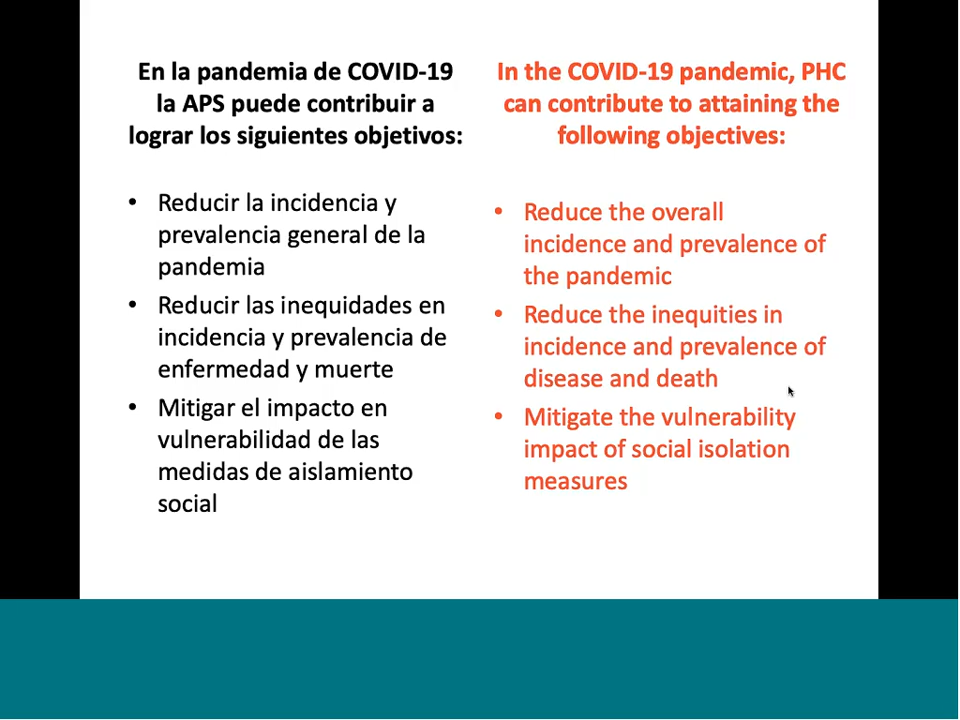 En la pandemia de COVID-19
la APS puede contribuir a
lograr los siguientes objetivos:
• Reducir la incidencia y
prevalencia general de la
pandemia
• Reducir las inequidades en
incidencia y prevalencia de
enfermedad y muerte
• Mitigar el impacto en
vulnerabilidad de las
medidas de aislamiento
social
In the COVID-19 pandemic, PHC
can contribute to attaining the
following objectives:
• Reduce the overall
incidence and prevalence of
the pandemic
• Reduce the inequities in
incidence and prevalence of
disease and death
• Mitigate the vulnerability
impact of social isolation
measures